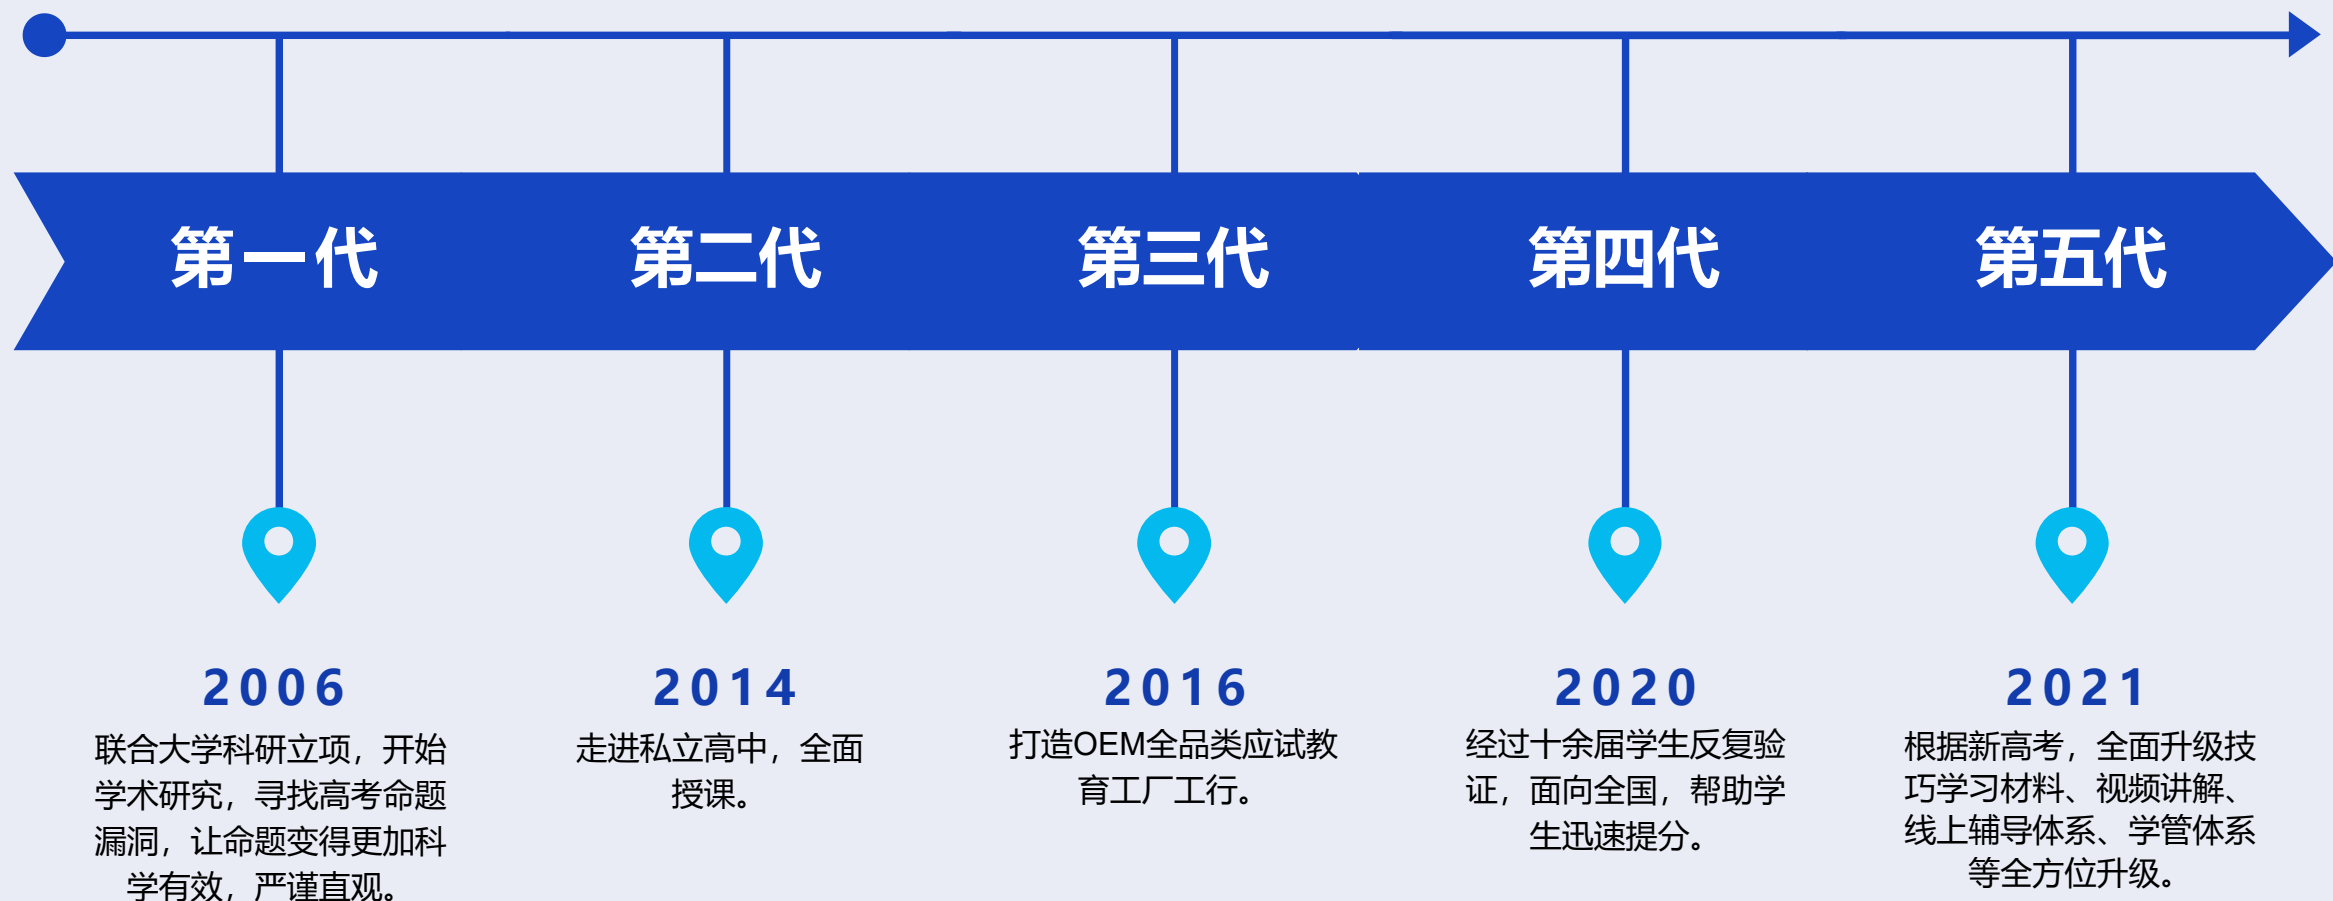 第一代
第二代
第三代
第四代
第五代
2006
联合大学科研立项，开始
学术研究，寻找高考命题
漏洞，让命题变得更加科
学有效，严谨直观。
2014
走进私立高中，全面
授课。
2016
打造OEM全品类应试教
育工厂工行。
2020
经过十余届学生反复验
证，面向全国，帮助学
生迅速提分。
2021
根据新高考，全面升级技
巧学习材料、视频讲解、
线上辅导体系、学管体系
等全方位升级。